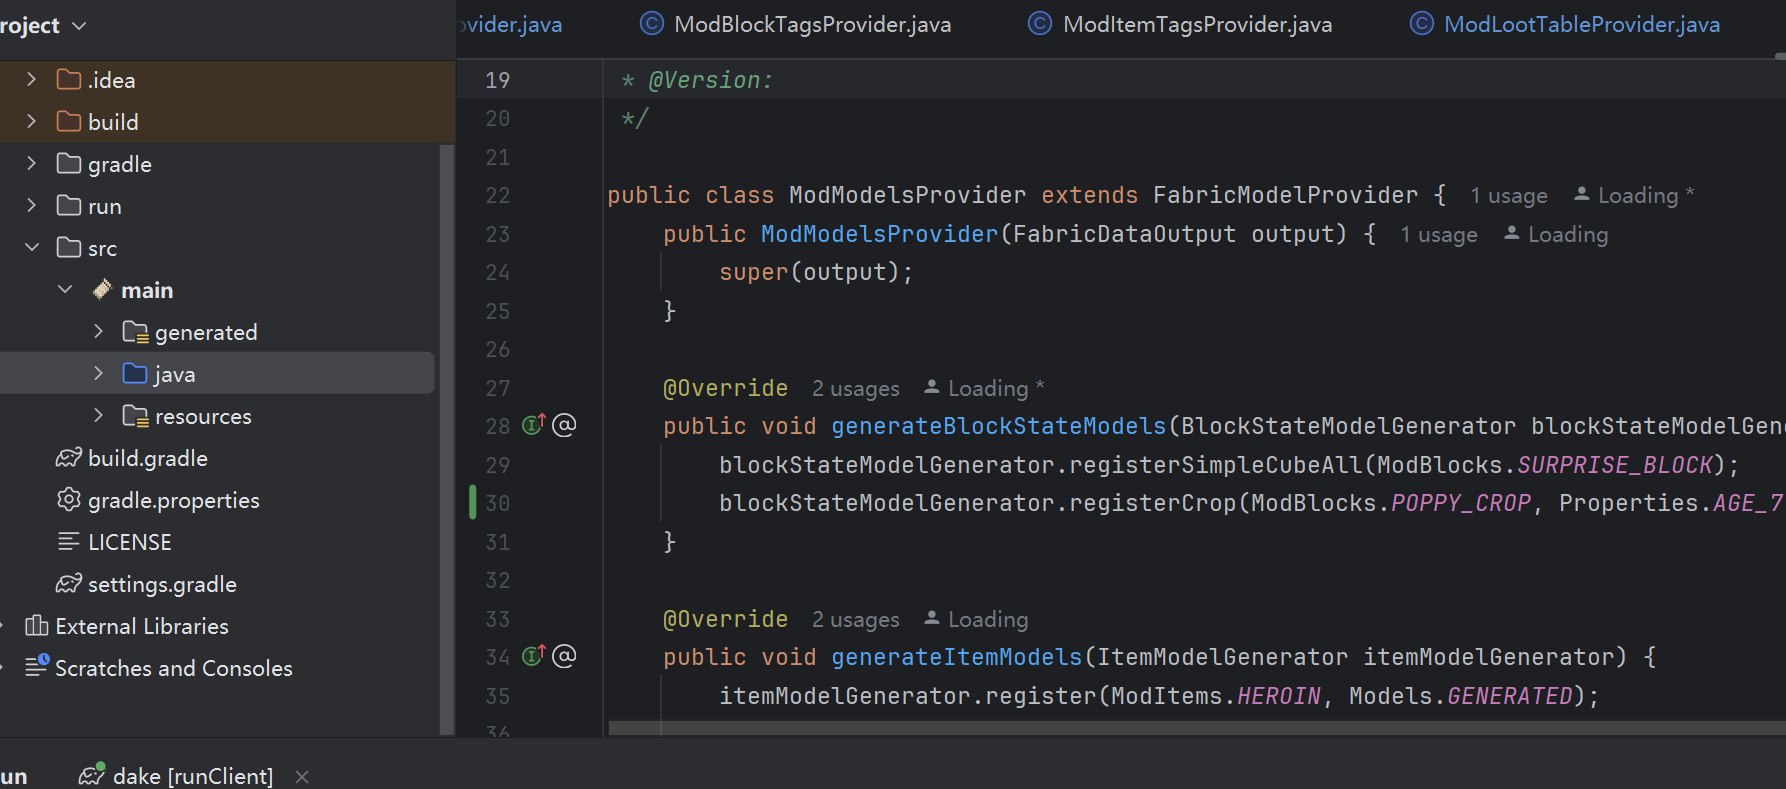 roject
.idea
build
gradle
run
src
main
generated
java
resources
build.gradle
gradle.properties
LICENSE
settings.gradle
External Libraries
Scratches and Consoles
ovider.java
ModBlockTagsProvider.java
ModItemTagsProvider.java
ModLootTableProvider.java
19 * @Version:
20 */
21
22 public class ModModelsProvider extends FabricModelProvider { 1 usage Loading *
23 public ModModelsProvider(FabricDataOutput output) { 1 usage Loading
24 super(output);
25 }
26
27 @Override 2 usages Loading *
28 public void generateBlockStateModels(BlockStateModelGenerator blockStateModelGen
29 blockStateModelGenerator.registerSimpleCubeAll(ModBlocks.SURPRISE_BLOCK);
30 blockStateModelGenerator.registerCrop(ModBlocks.POPPY_CROP, Properties.AGE_7
31 }
32
33 @Override 2 usages Loading
34 public void generateItemModels(ItemModelGenerator itemModelGenerator) {
35 itemModelGenerator.register(ModItems.HEROIN, Models.GENERATED);
36
un
dake [runClient]